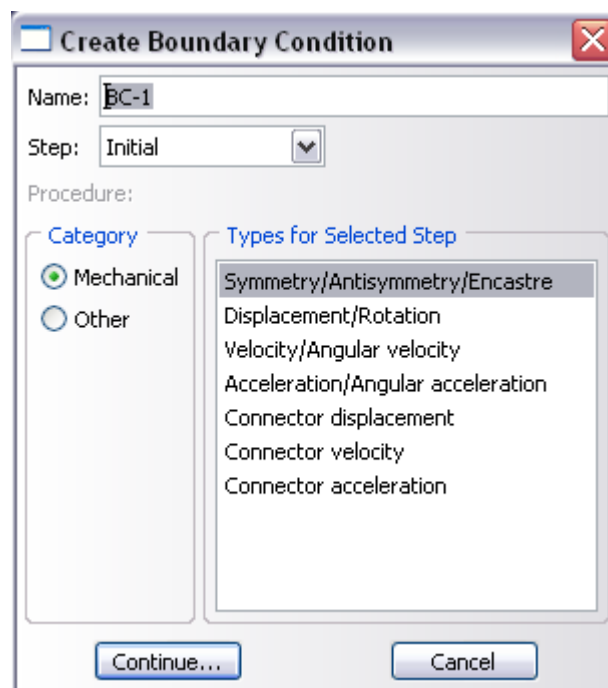 Create Boundary Condition
Name: BC-1
Step: Initial
Procedure:
Category
Mechanical
Other
Types for Selected Step
Symmetry/Antisymmetry/Encastre
Displacement/Rotation
Velocity/Angular velocity
Acceleration/Angular acceleration
Connector displacement
Connector velocity
Connector acceleration
Continue... Cancel